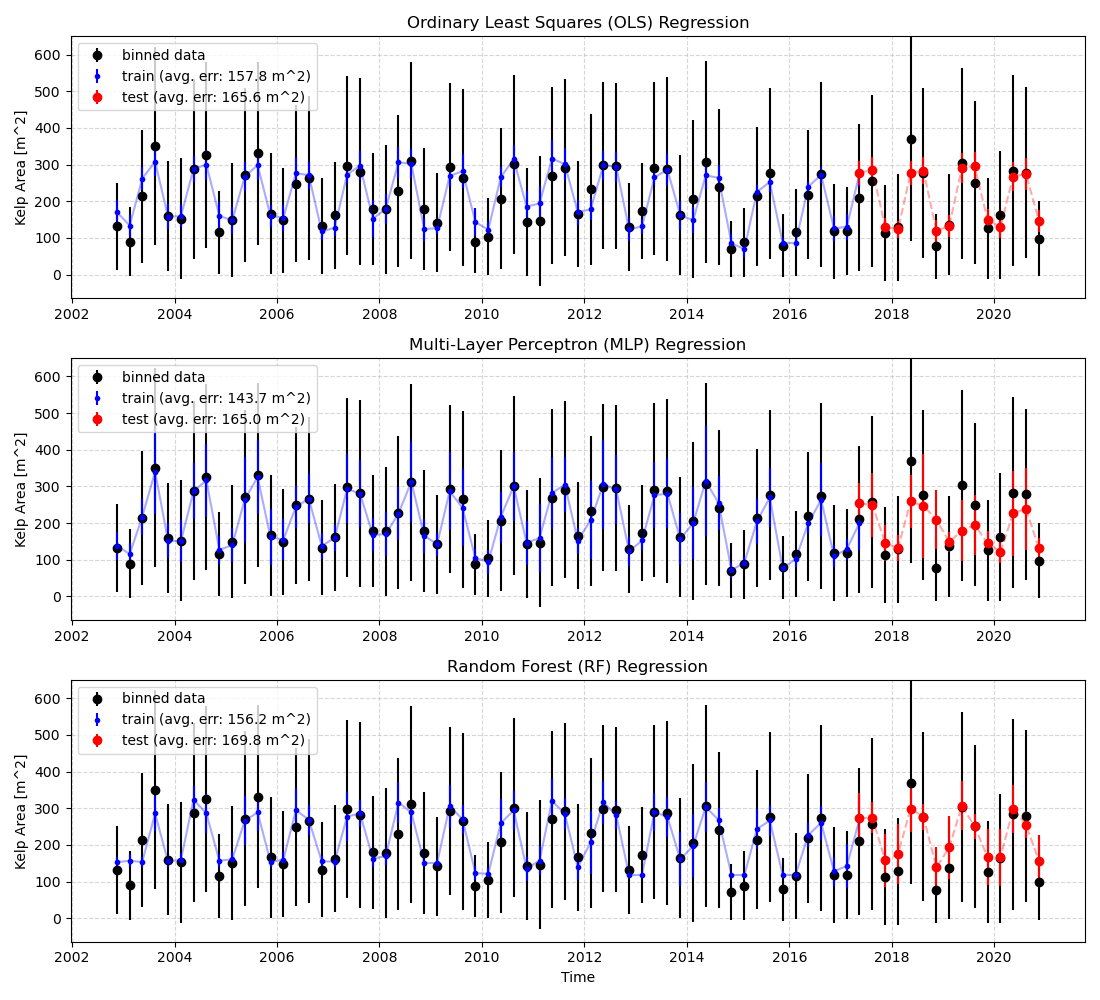 Ordinary Least Squares (OLS) Regression
600
500
400
300
200
100
0
Kelp Area [m^2]
binned data
train (avg. err: 157.8 m^2)
test (avg. err: 165.6 m^2)
2002 2004 2006 2008 2010 2012 2014 2016 2018 2020
Multi-Layer Perceptron (MLP) Regression
600
500
400
300
200
100
0
Kelp Area [m^2]
binned data
train (avg. err: 143.7 m^2)
test (avg. err: 165.0 m^2)
2002 2004 2006 2008 2010 2012 2014 2016 2018 2020
Random Forest (RF) Regression
600
500
400
300
200
100
0
Kelp Area [m^2]
binned data
train (avg. err: 156.2 m^2)
test (avg. err: 169.8 m^2)
2002 2004 2006 2008 2010 2012 2014 2016 2018 2020
Time